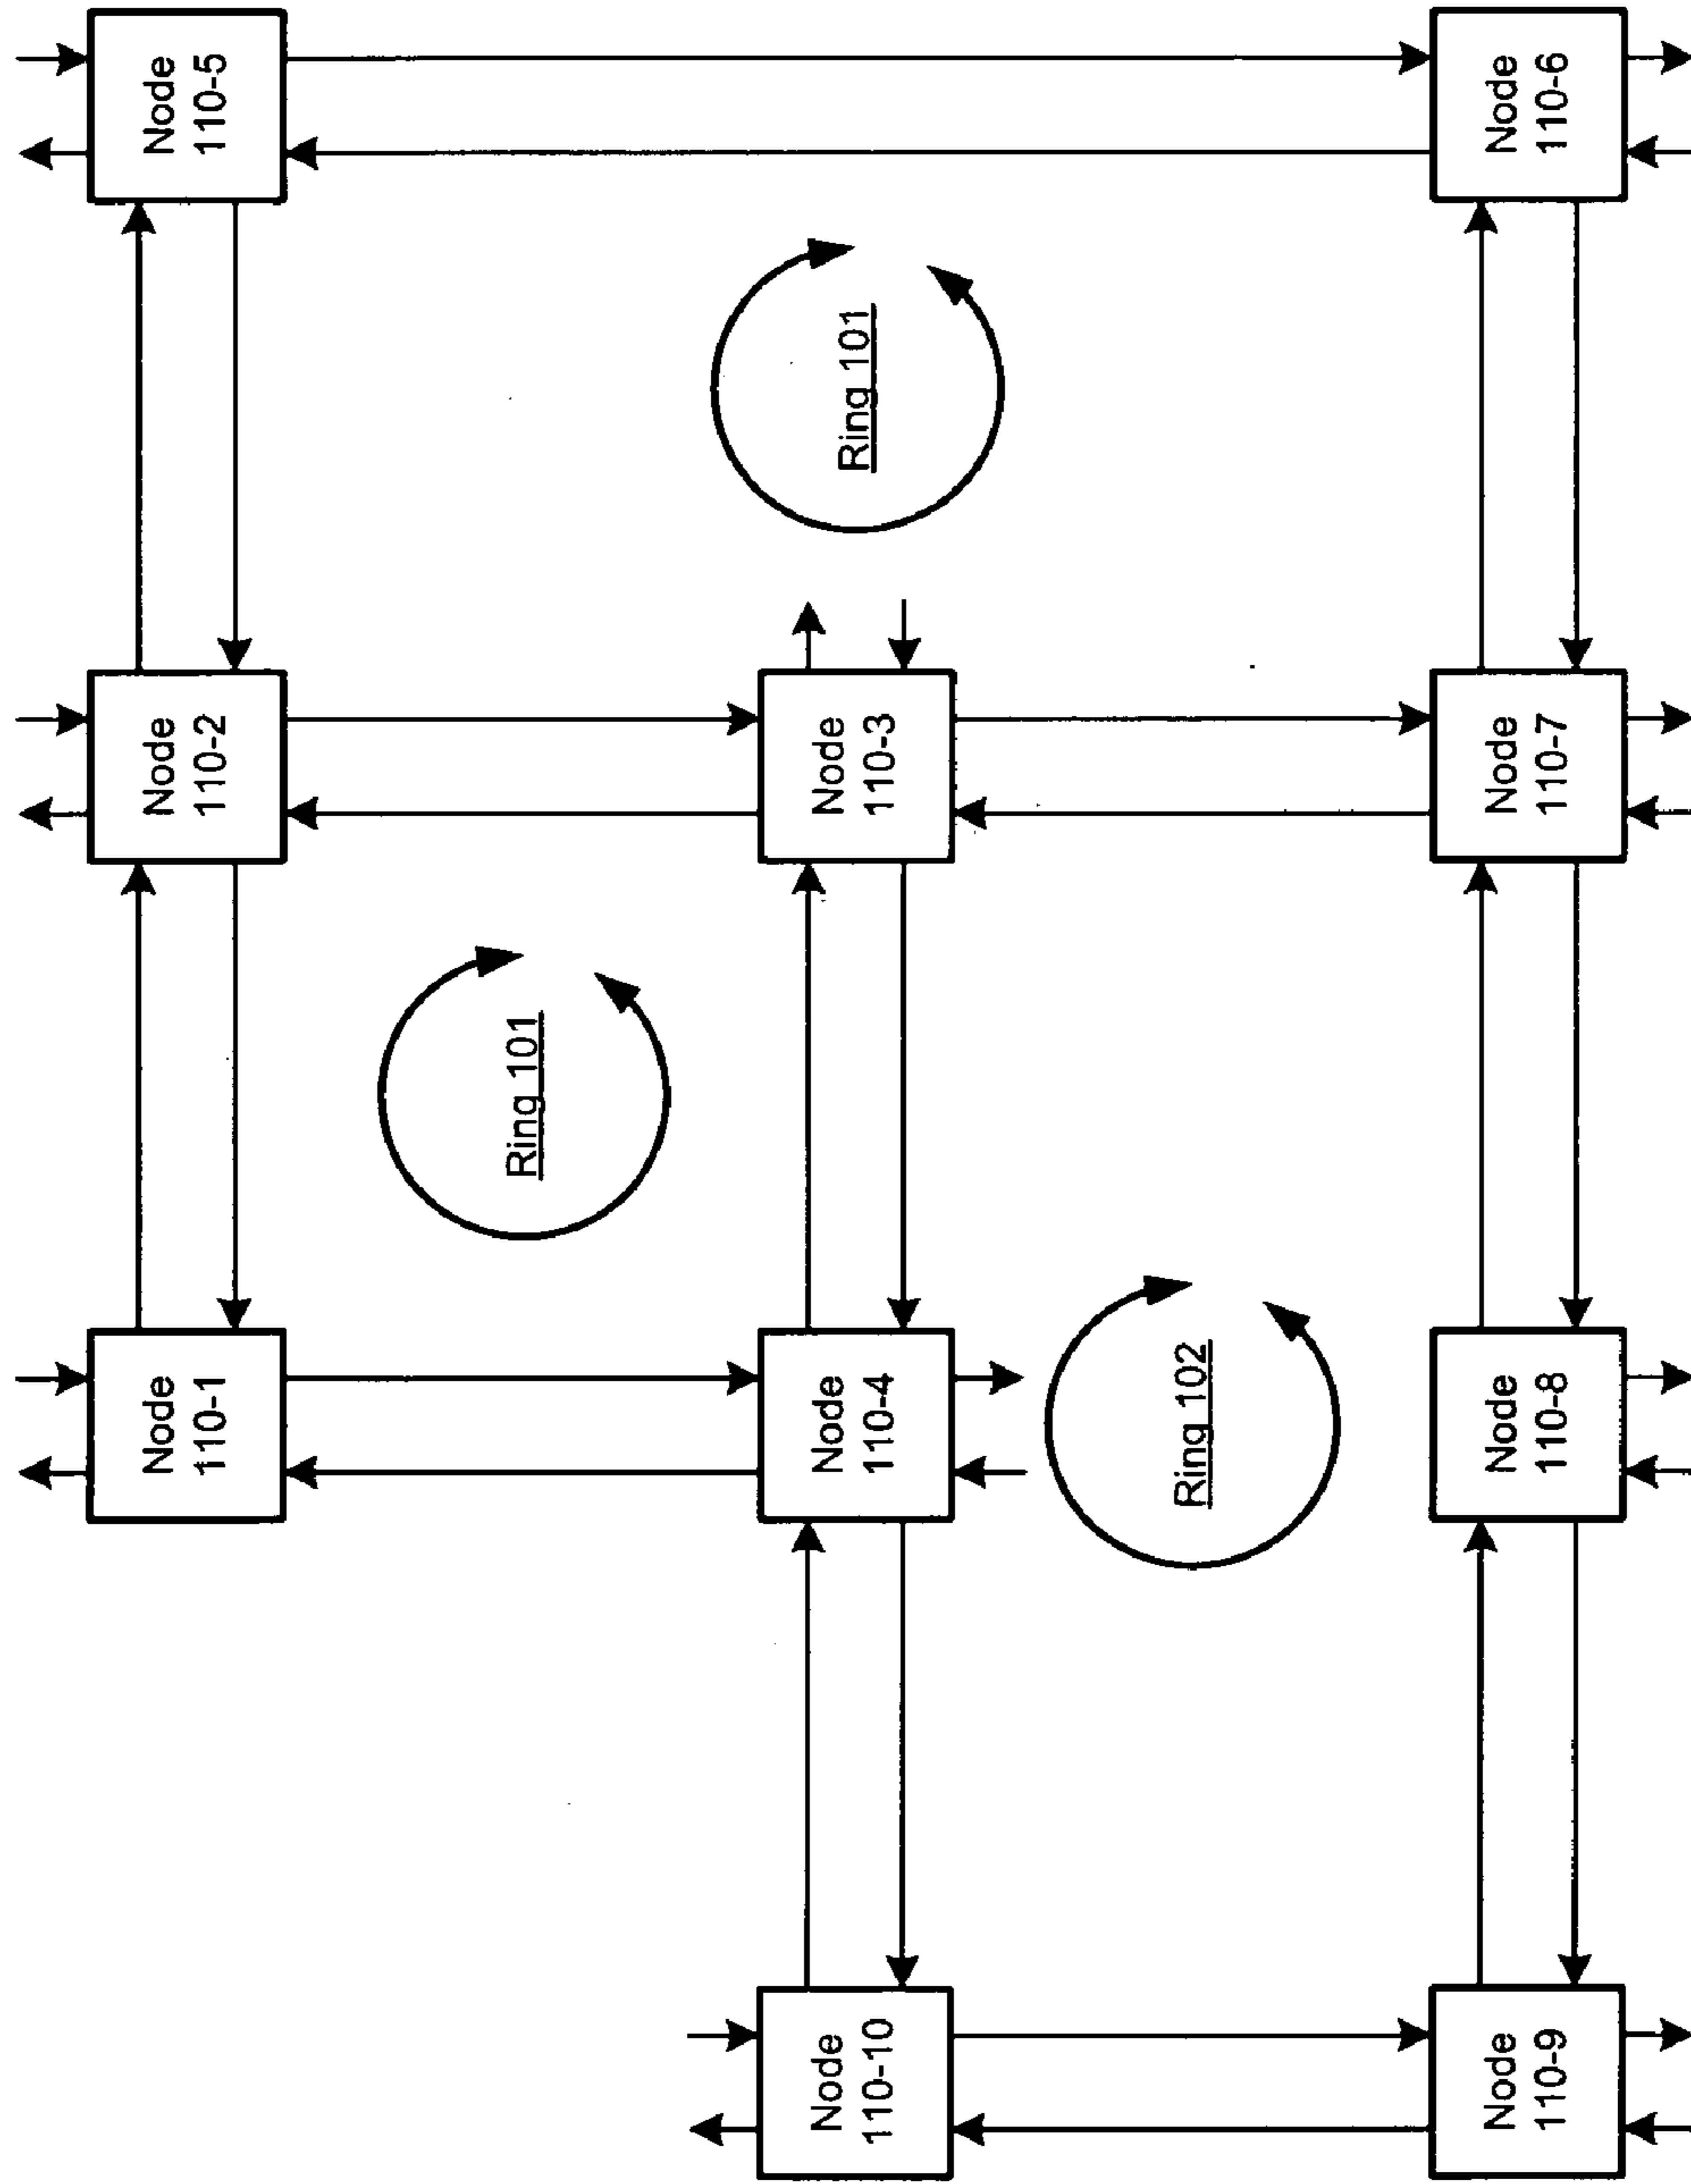 Node
110-1
Node
110-2
Node
110-5
Ring 101
Node
110-10
Node
110-4
Node
110-3
Ring 101
Ring 102
Node
110-9
Node
110-8
Node
110-7
Node
110-6